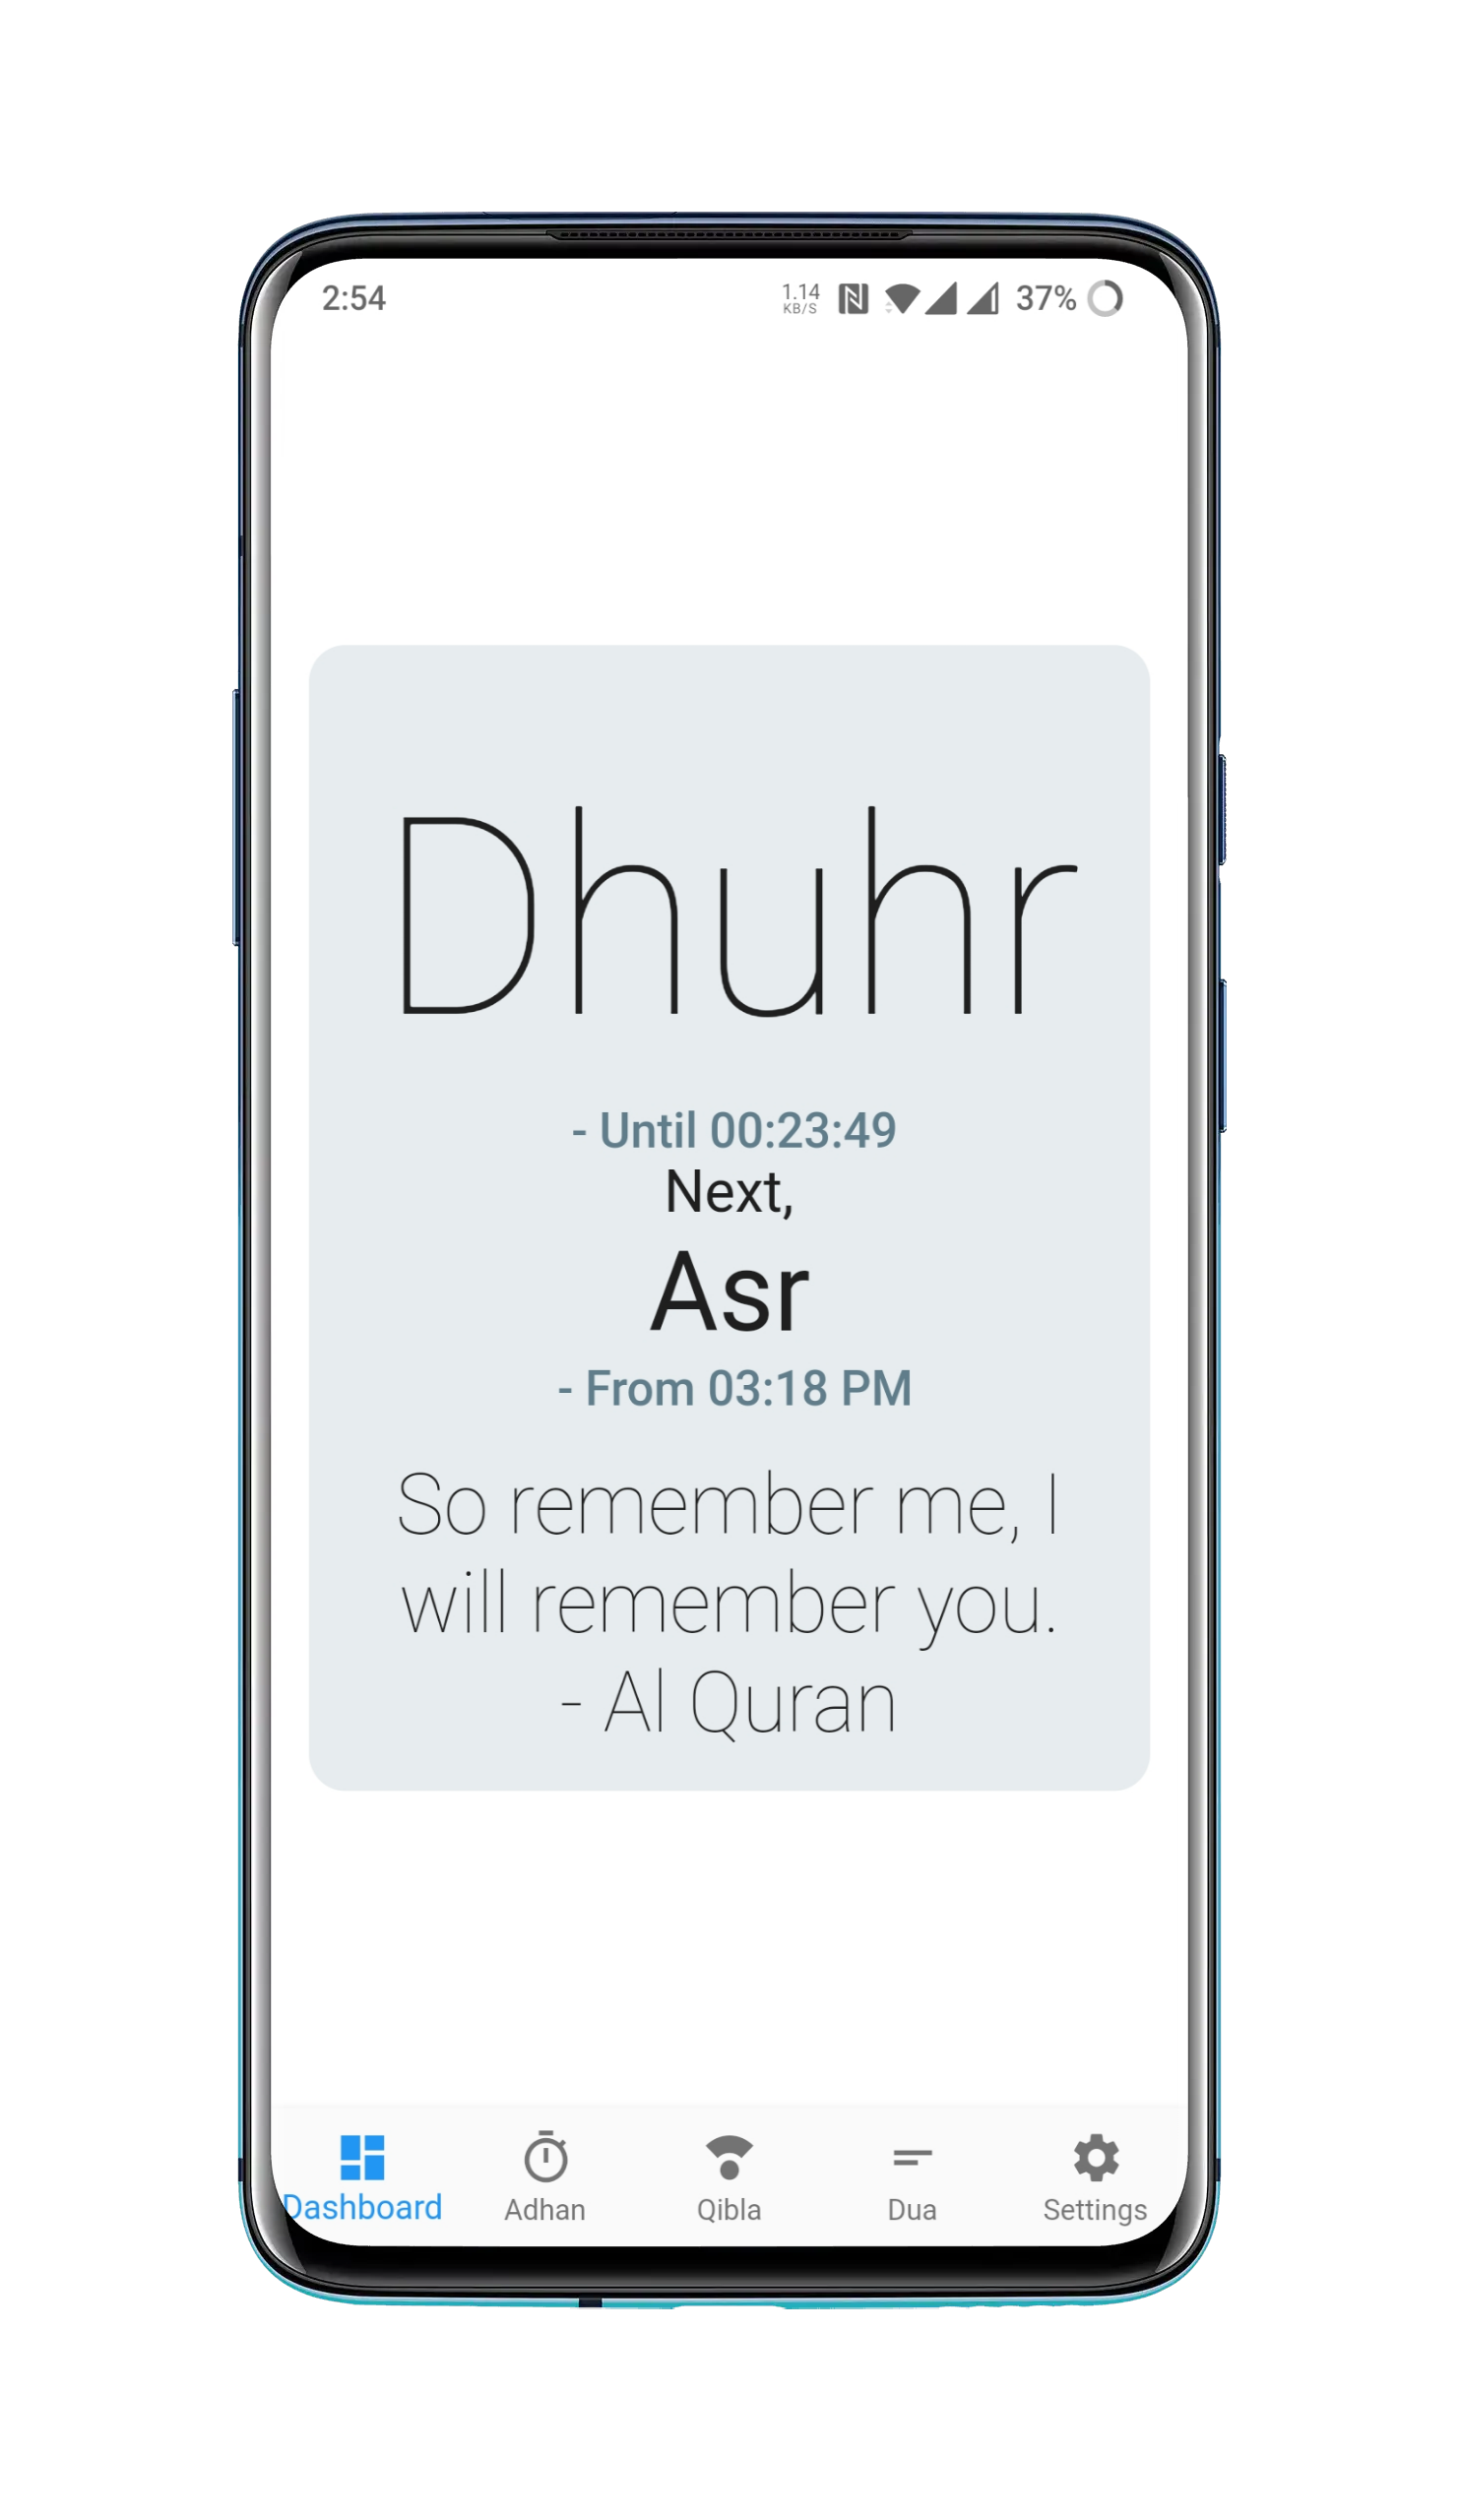 2:54
1.14
KB/S
37%
Dhuhr
- Until 00:23:49
Next,
Asr
- From 03:18 PM
So remember me, I
will remember you.
- Al Quran
Dashboard
Adhan
Qibla
Dua
Settings